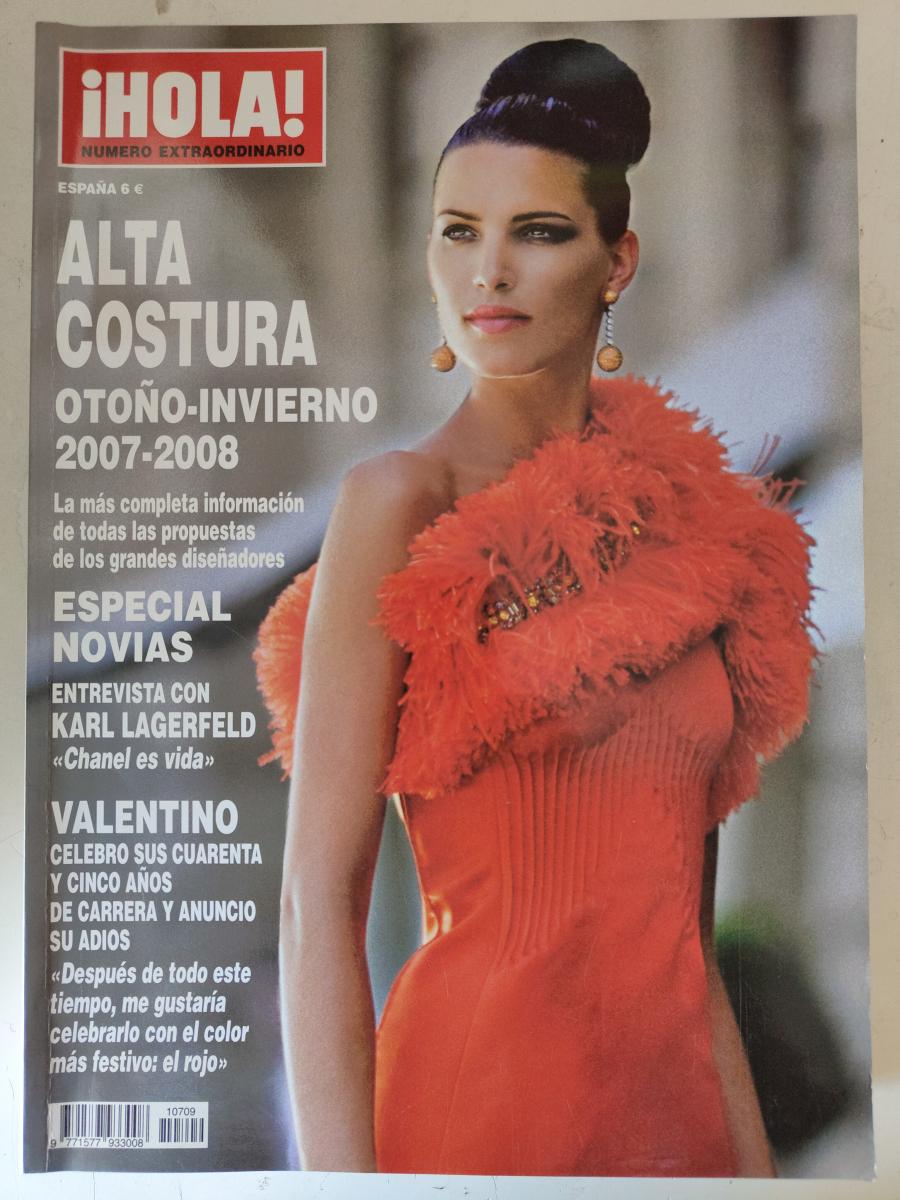 ¡HOLA!
NUMERO EXTRAORDINARIO
ESPAÑA 6 €
ALTA
COSTURA
OTOÑO-INVIERNO
2007-2008
La más completa información
de todas las propuestas
de los grandes diseñadores
ESPECIAL
NOVIAS
ENTREVISTA CON
KARL LAGERFELD
«Chanel es vida»
VALENTINO
CELEBRO SUS CUARENTA
Y CINCO AÑOS
DE CARRERA Y ANUNCIO
SU ADIOS
«Después de todo este
tiempo, me gustaría
celebrarlo con el color
más festivo: el rojo»
10709
9 771577 933008